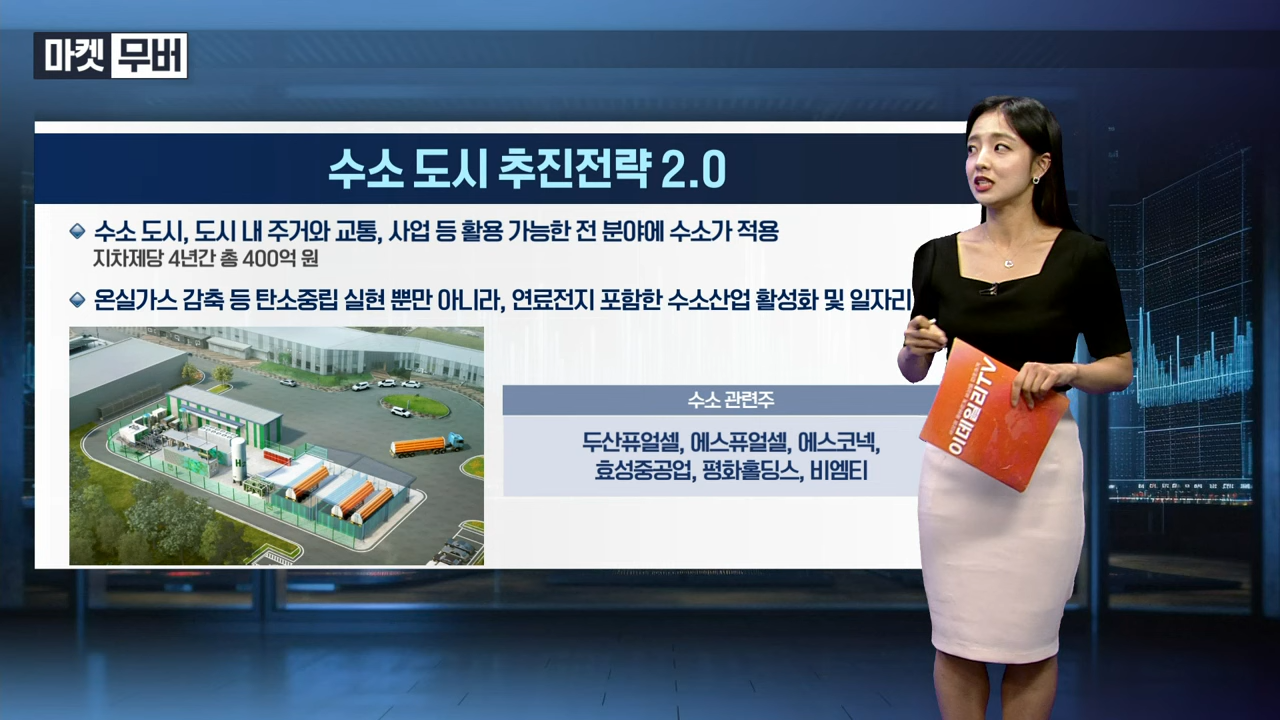 마켓무버
수소 도시 추진전략 2.0
수소 도시, 도시 내 주거와 교통, 사업 등 활용 가능한 전 분야에 수소가 적용
지차제당 4년간 총 400억 원
온실가스 감축 등 탄소중립 실현 뿐만 아니라, 연료전지 포함한 수소산업 활성화 및 일자리
H2
수소 관련주
두산퓨얼셀, 에스퓨얼셀, 에스코넥,
효성중공업, 평화홀딩스, 비엠티
이데일리TV